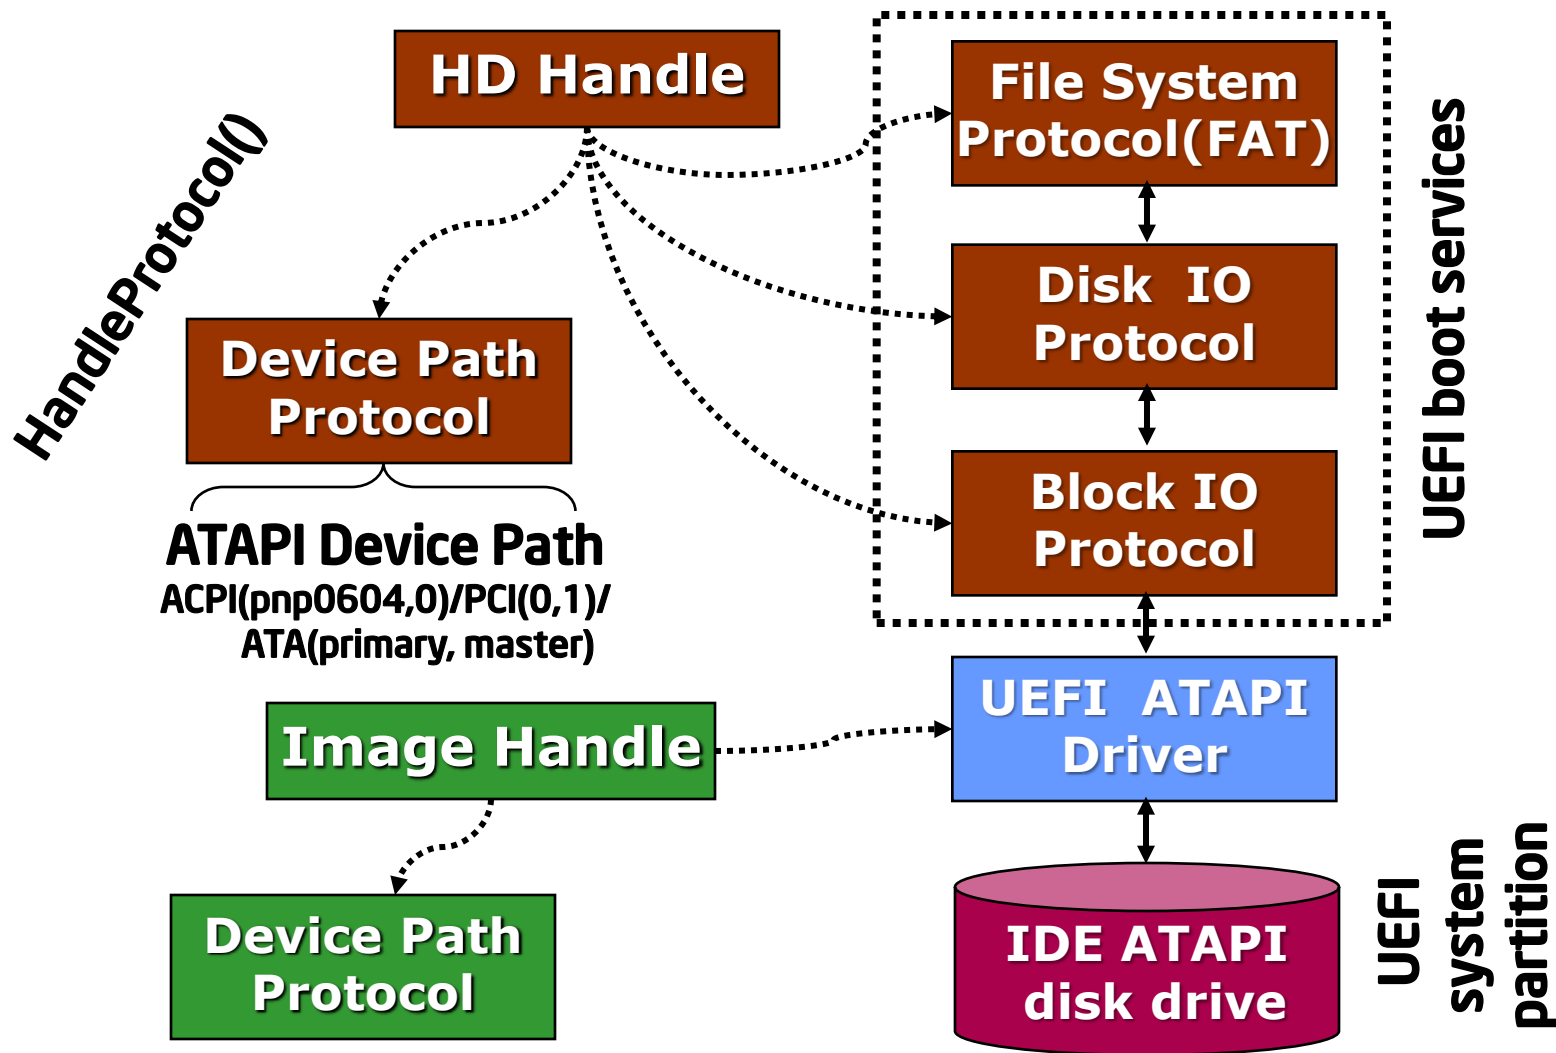 HD Handle
File System
Protocol(FAT)
HandleProtocol()
UEFI boot services
Disk IO
Protocol
Device Path
Protocol
Block IO
Protocol
ATAPI Device Path
ACPI(pnp0604,0)/PCI(0,1)/
ATA(primary, master)
UEFI ATAPI
Driver
Image Handle
Device Path
Protocol
IDE ATAPI
disk drive
UEFI
system
partition